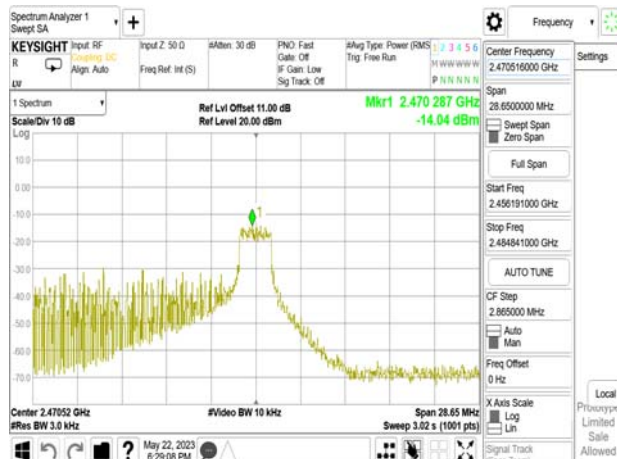 Spectrum Analyzer 1
Swept SA
Frequency
Settings
KEYSIGHT
R
Input: RF
Coupling: DC
Align: Auto
Input Z: 50 Ω
Freq Ref: Int (S)
#Atten: 30 dB
PNO: Fast
Gate: Off
IF Gain: Low
Sig Track: Off
#Avg Type: Power (RMS
Trig: Free Run
1 2 3 4 5 6
M W W W W W
P N N N N N
1 Spectrum
Scale/Div 10 dB
Ref Lvl Offset 11.00 dB
Ref Level 20.00 dBm
Mkr1 2.470 287 GHz
-14.04 dBm
Log
10.0
0.00
-10.0
-20.0
-30.0
-40.0
-50.0
-60.0
-70.0
1
Center 2.47052 GHz
#Res BW 3.0 kHz
#Video BW 10 kHz
Span 28.65 MHz
Sweep 3.02 s (1001 pts)
May 22, 2023
6:29:08 PM
Center Frequency
2.470516000 GHz
Span
28.6500000 MHz
Swept Span
Zero Span
Full Span
Start Freq
2.456191000 GHz
Stop Freq
2.484841000 GHz
AUTO TUNE
CF Step
2.865000 MHz
Auto
Man
Freq Offset
0 Hz
X Axis Scale
Log
Lin
Signal Track
Local
Prototype
Limited
Sale
Allowed